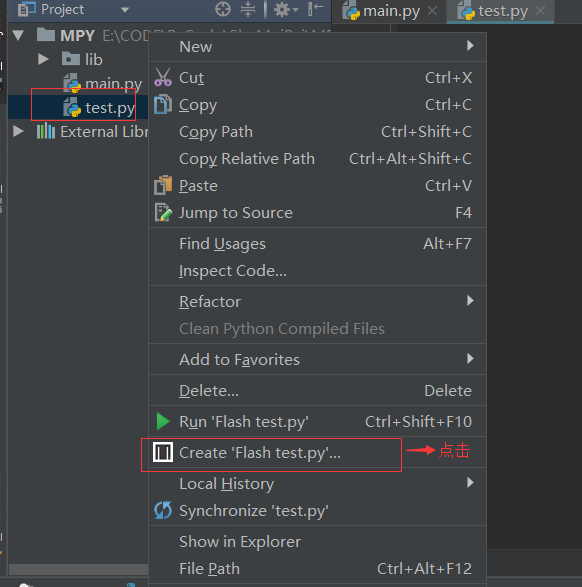 Project
main.py
test.py
MPY
lib
main.py
test.py
External Libr
New
Cut Ctrl+X
Copy Ctrl+C
Copy Path Ctrl+Shift+C
Copy Relative Path Ctrl+Alt+Shift+C
Paste Ctrl+V
Jump to Source F4
Find Usages Alt+F7
Inspect Code...
Refactor
Clean Python Compiled Files
Add to Favorites
Delete... Delete
Run 'Flash test.py' Ctrl+Shift+F10
Create 'Flash test.py'...
点击
Local History
Synchronize 'test.py'
Show in Explorer
File Path Ctrl+Alt+F12